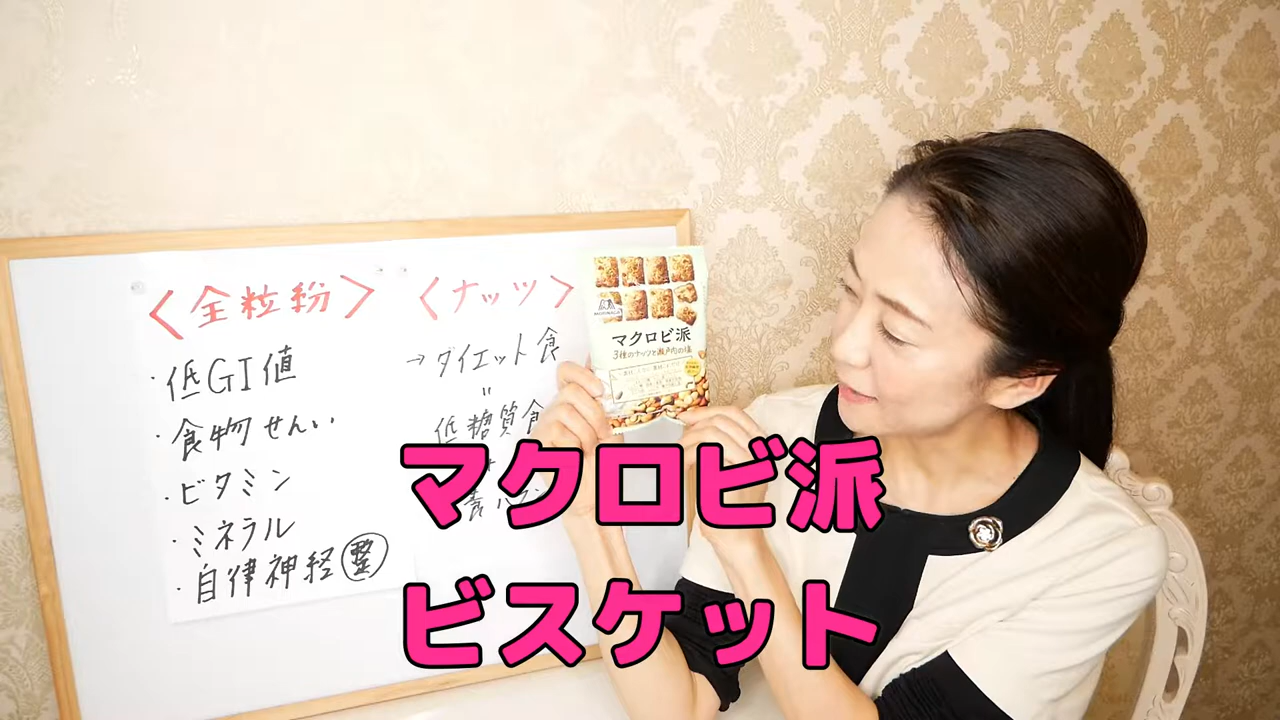 〈全粒粉〉
・低GI値
・食物せんい
・ビタミン
・ミネラル
・自律神経 整
〈ナッツ〉
→ダイエット食
〃
低糖質食
MORINAGA
マクロビ派
3種のナッツと瀬戸内の塩
マクロビ派
ビスケット